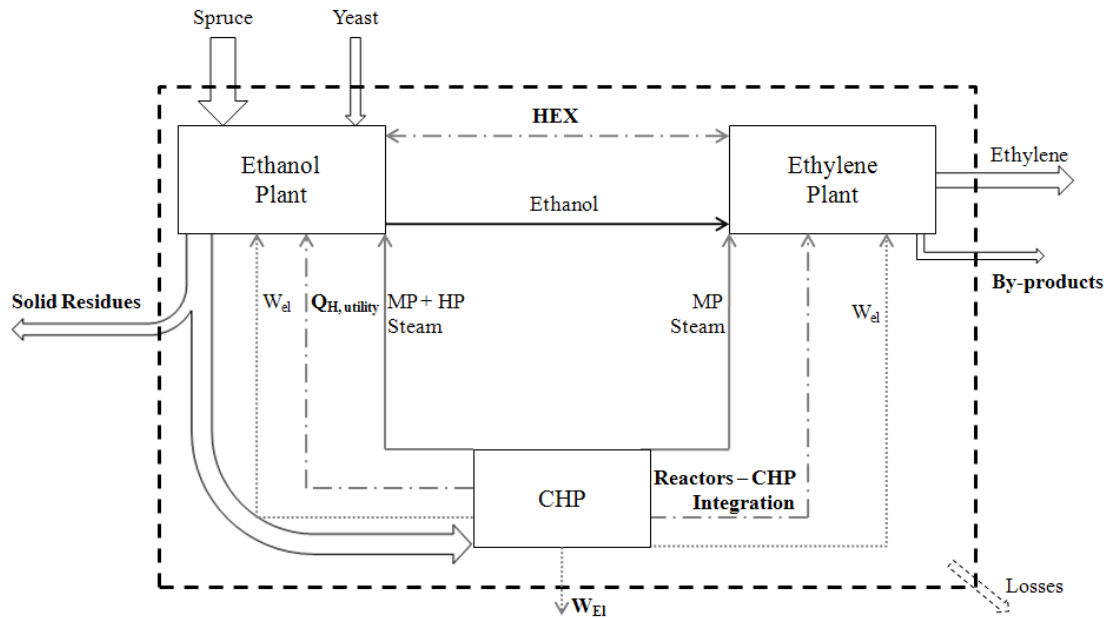 Spruce
Yeast
HEX
Ethanol
Plant
Ethylene
Plant
Ethylene
Ethanol
By-products
Solid Residues
Wel
QH, utility
MP + HP
Steam
MP
Steam
Wel
CHP
Reactors – CHP
Integration
Losses
WEl